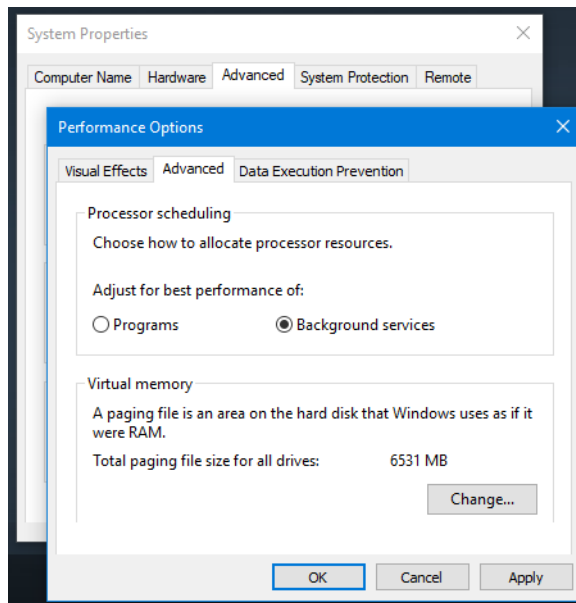 System Properties
Computer Name Hardware Advanced System Protection Remote
Performance Options
Visual Effects Advanced Data Execution Prevention
Processor scheduling
Choose how to allocate processor resources.
Adjust for best performance of:
Programs Background services
Virtual memory
A paging file is an area on the hard disk that Windows uses as if it
were RAM.
Total paging file size for all drives: 6531 MB
Change...
OK Cancel Apply